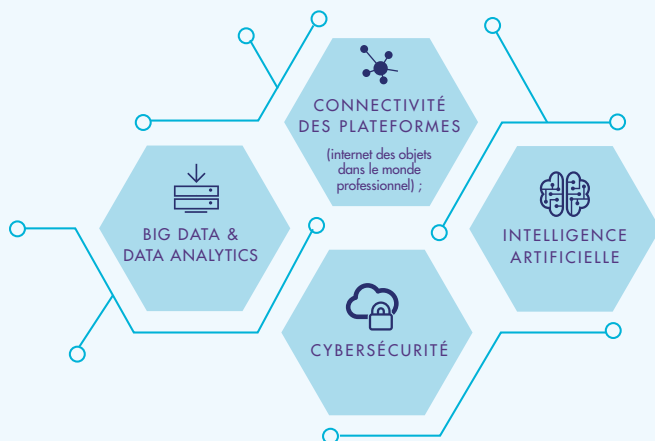 CONNECTIVITÉ
DES PLATEFORMES
(internet des objets
dans le monde
professionnel) ;
BIG DATA &
DATA ANALYTICS
INTELLIGENCE
ARTIFICIELLE
CYBERSÉCURITÉ